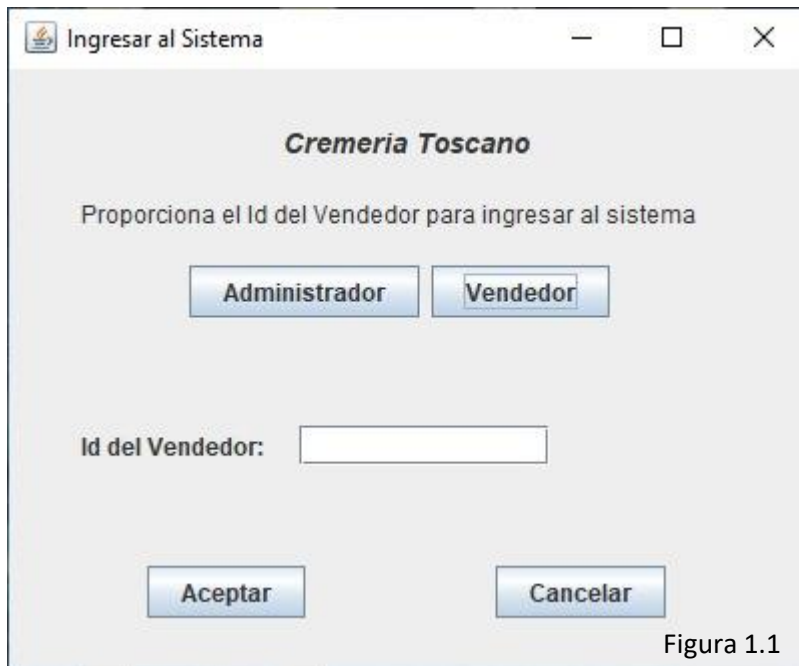 Ingresar al Sistema
Cremeria Toscano
Proporciona el Id del Vendedor para ingresar al sistema
Administrador Vendedor
Id del Vendedor:
Aceptar Cancelar
Figura 1.1